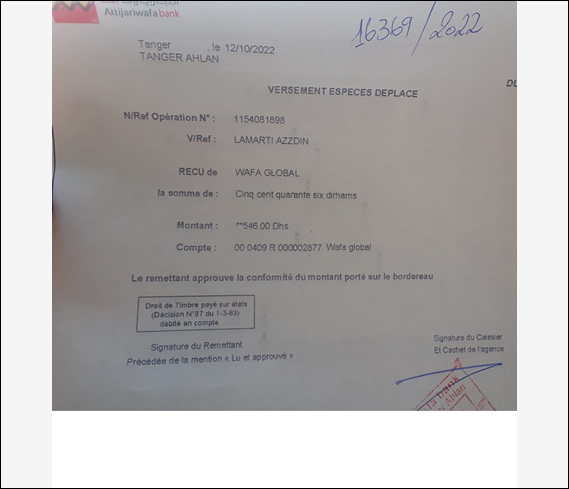 Attijariwafa bank
16369/2022
Tanger , le 12/10/2022
TANGER AHLAN
DU
VERSEMENT ESPECES DEPLACE
N/Ref Opération N° : 1154081898
V/Ref : LAMARTI AZZDIN
RECU de WAFA GLOBAL
la somme de : Cinq cent quarante six dirhams
Montant : **546.00 Dhs
Compte : 00 0409 R 000002877 Wafa global
Le remettant approuve la conformité du montant porté sur le bordereau
Droit de Timbre payé sur états
(Décision N°87 du 1-3-83)
débité en compte
Signature du Caissier
Et Cachet de l'agence
Signature du Remettant
Précédée de la mention « Lu et approuvé »
bank
Ahlan